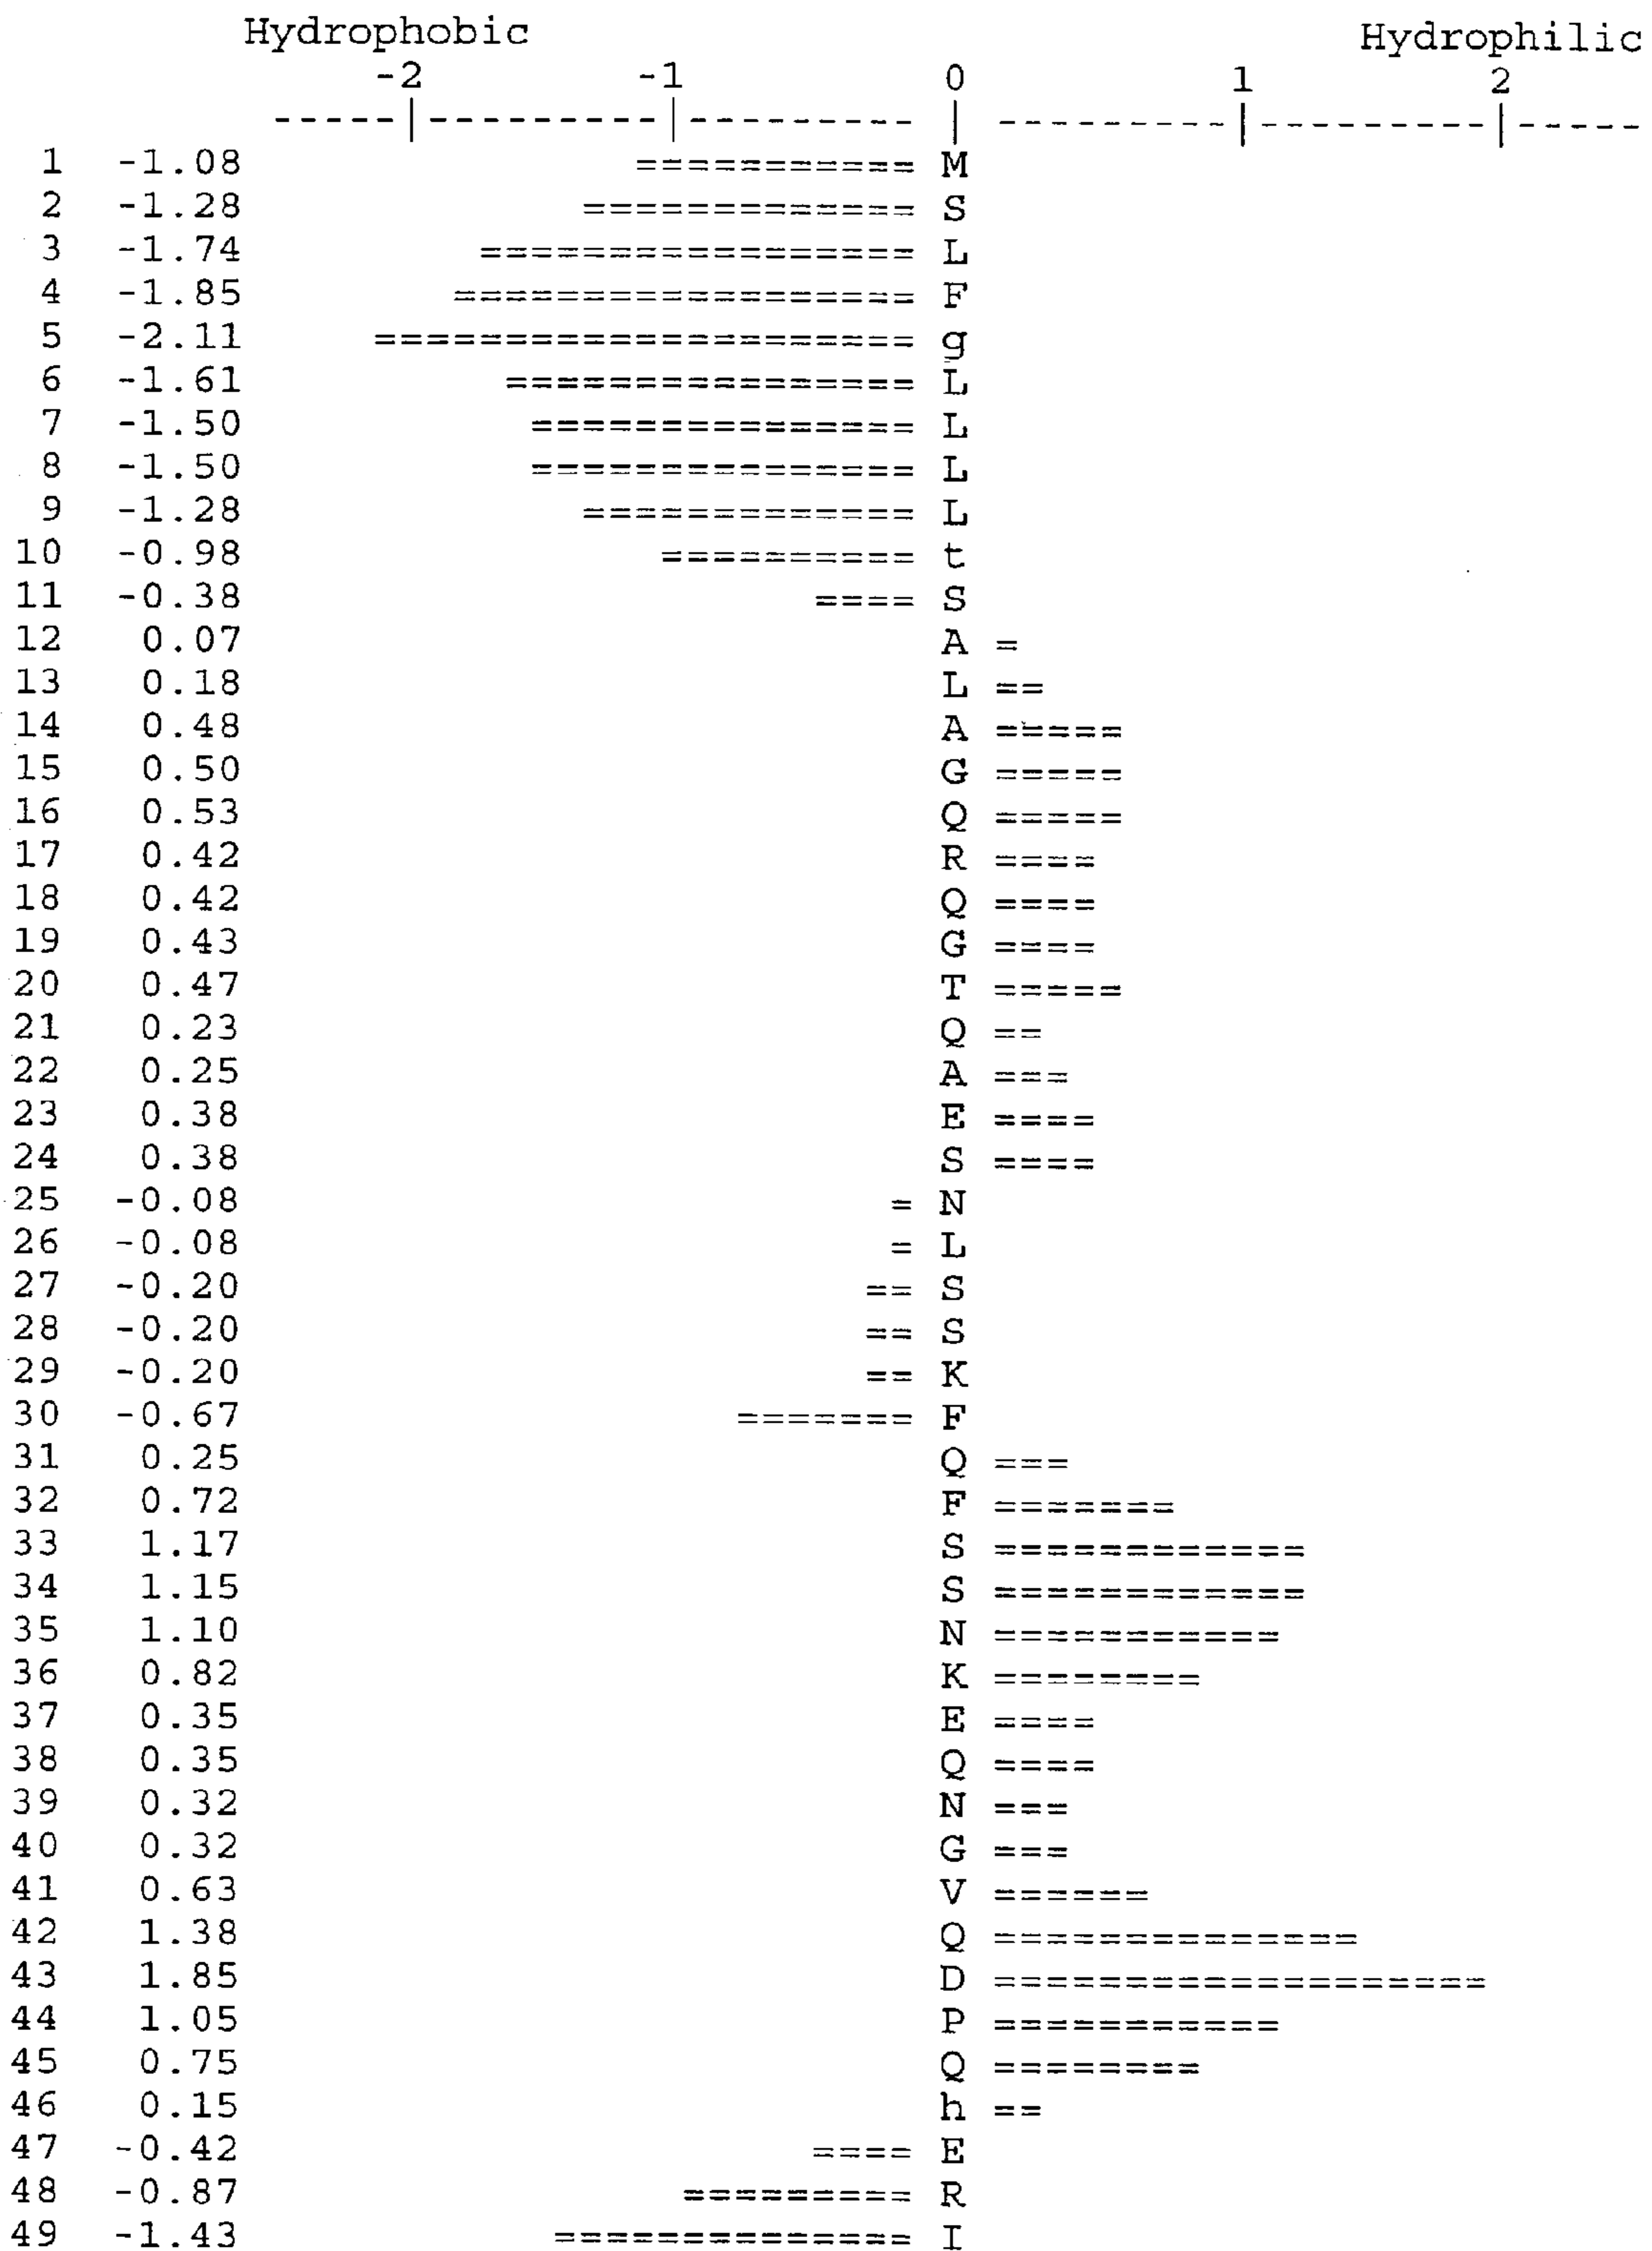 Hydrophobic Hydrophilic
-2 -1 0 1 2
-----|---------|--------- | ---------|---------|-----
1 -1.08 =========== M
2 -1.28 ============= S
3 -1.74 ================= L
4 -1.85 ================== F
5 -2.11 ===================== g
6 -1.61 ================ L
7 -1.50 =============== L
8 -1.50 =============== L
9 -1.28 ============= L
10 -0.98 ========== t
11 -0.38 ==== S
12 0.07 A =
13 0.18 L ==
14 0.48 A =====
15 0.50 G =====
16 0.53 Q =====
17 0.42 R ====
18 0.42 Q ====
19 0.43 G ====
20 0.47 T =====
21 0.23 Q ==
22 0.25 A ===
23 0.38 E ====
24 0.38 S ====
25 -0.08 = N
26 -0.08 = L
27 -0.20 == S
28 -0.20 == S
29 -0.20 == K
30 -0.67 ======= F
31 0.25 Q ===
32 0.72 F =======
33 1.17 S ============
34 1.15 S ============
35 1.10 N ===========
36 0.82 K ========
37 0.35 E ====
38 0.35 Q ====
39 0.32 N ===
40 0.32 G ===
41 0.63 V ======
42 1.38 Q ==============
43 1.85 D ===================
44 1.05 P ===========
45 0.75 Q ========
46 0.15 h ==
47 -0.42 ==== E
48 -0.87 ========= R
49 -1.43 ============== I